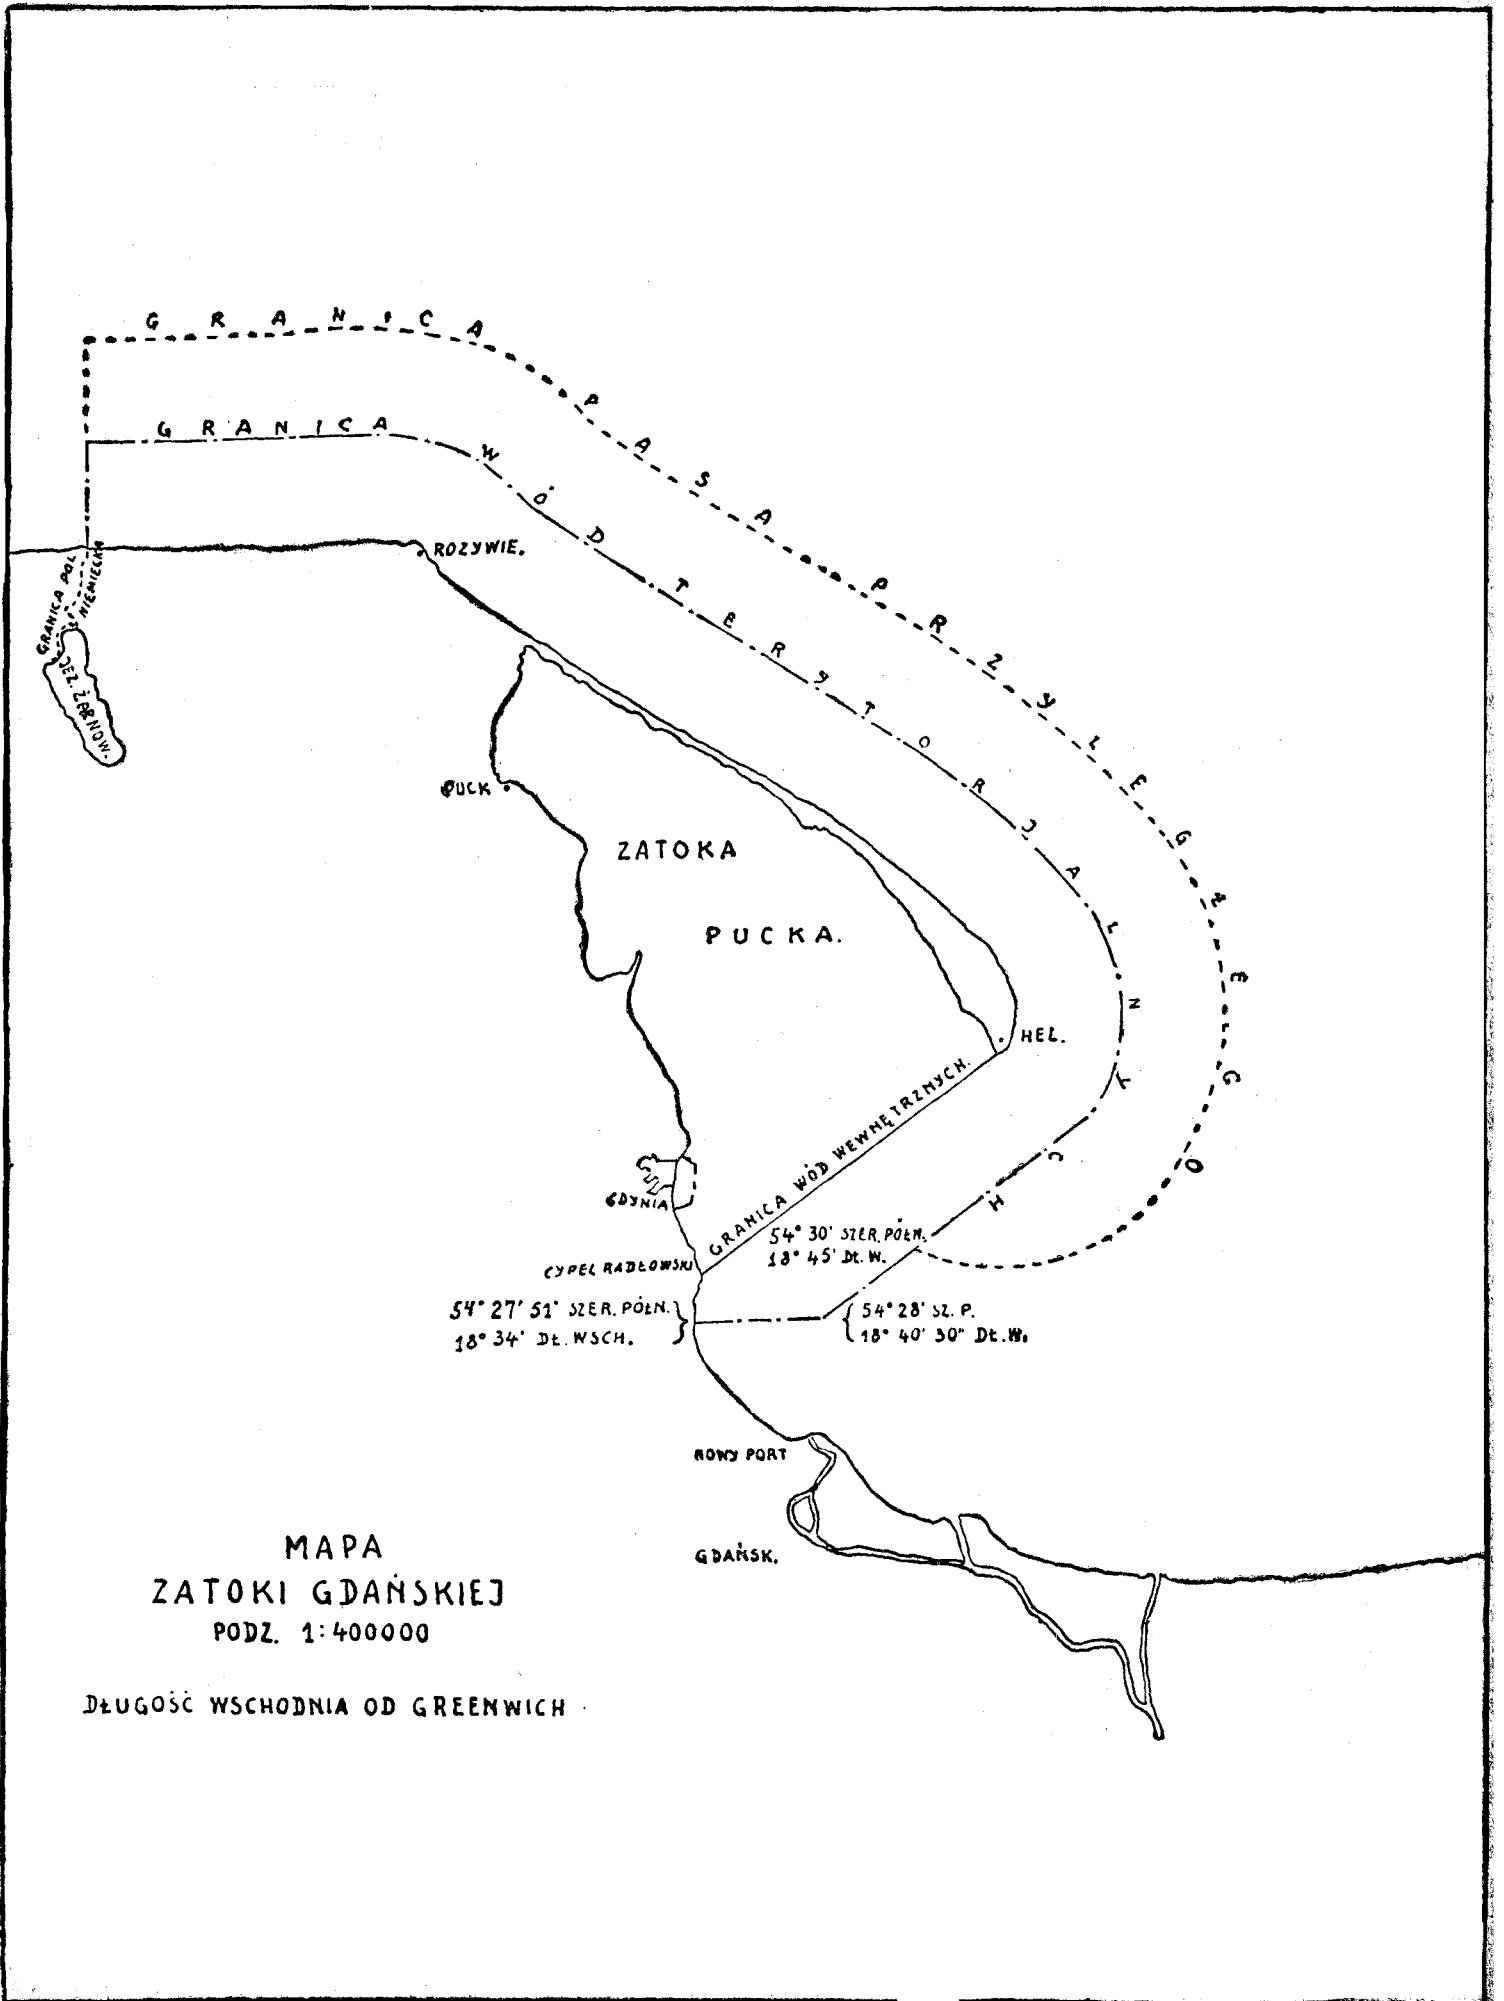 GRANICA PASA PRZYLEGŁEGO
GRANICA WÓD TERYTORJALNYCH
ROZYWIE.
GRANICA POL
NIEMIECKA
JEZ. ŻARNOW.
PUCK
ZATOKA
PUCKA.
HEL.
GRANICA WÓD WEWNĘTRZNYCH.
GDYNIA
54° 30' SZER. PÓŁN.
18° 45' DŁ. W.
CYPEL RADŁOWSKI
54° 27' 51" SZER. PÓŁN.
18° 34' DŁ. WSCH.
54° 28' SZ. P.
18° 40' 30" DŁ. W.
NOWY PORT
GDAŃSK.
MAPA
ZATOKI GDAŃSKIEJ
PODZ. 1:400000
DŁUGOŚĆ WSCHODNIA OD GREENWICH